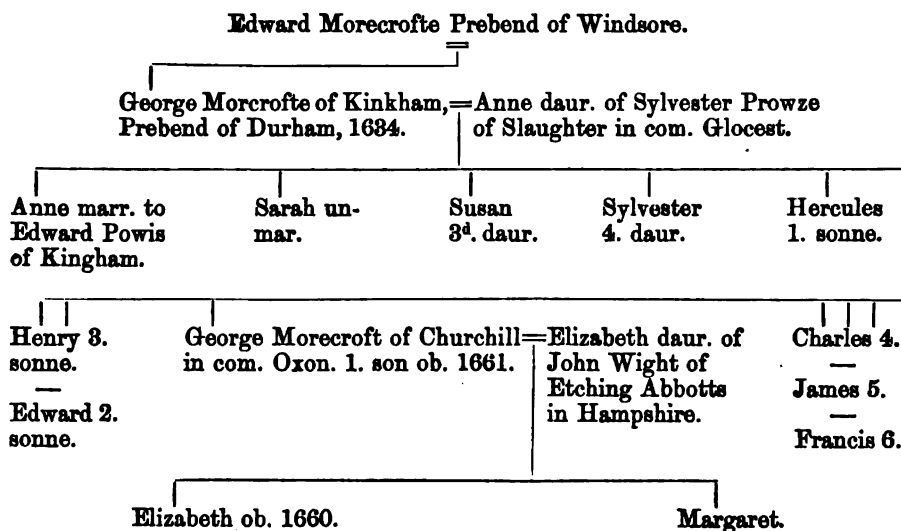 Edward Morecrofte Prebend of Windsore.
George Morcrofte of Kinkham,=Anne daur. of Sylvester Prowze
Prebend of Durham, 1634. of Slaughter in com. Glocest.
Anne marr. to Sarah un- Susan Sylvester Hercules
Edward Powis mar. 3d. daur. 4. daur. 1. sonne.
of Kingham.
Henry 3. George Morecroft of Churchill=Elizabeth daur. of Charles 4.
sonne. in com. Oxon. 1. son ob. 1661. John Wight of —
— Etching Abbotts James 5.
Edward 2. in Hampshire. —
sonne. Francis 6.
Elizabeth ob. 1660. Margaret.